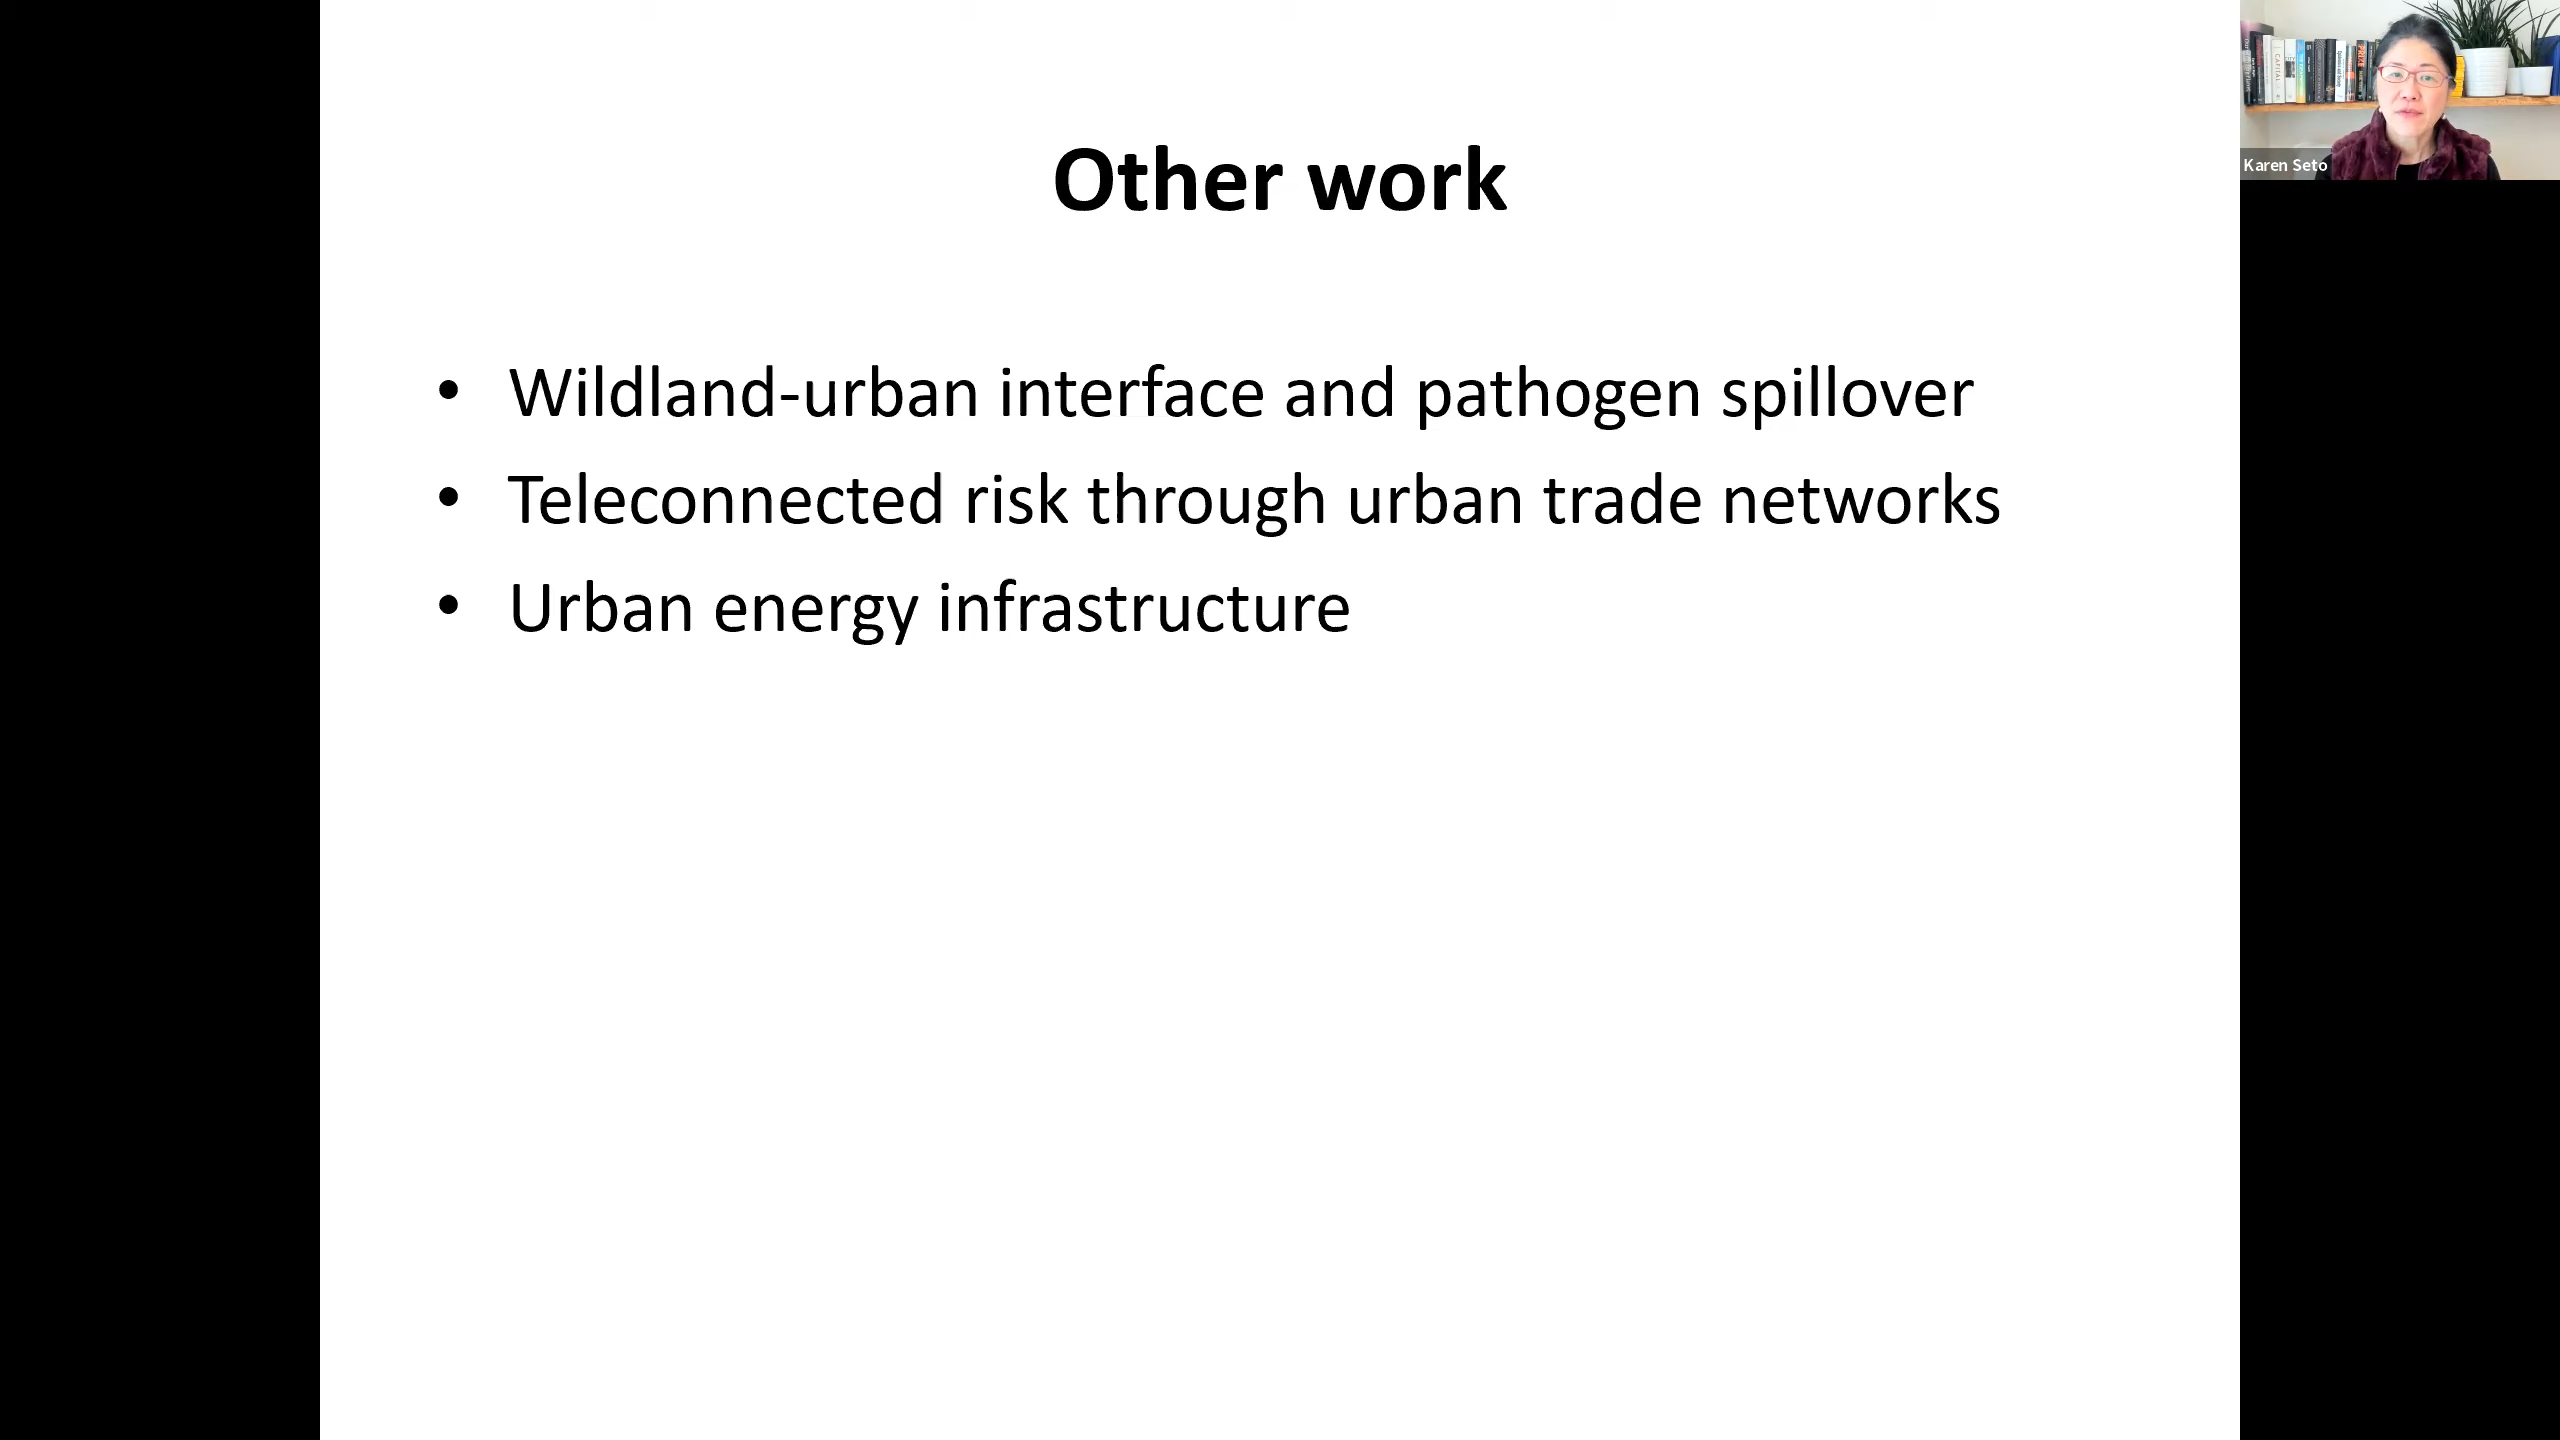 Other work
• Wildland-urban interface and pathogen spillover
• Teleconnected risk through urban trade networks
• Urban energy infrastructure
Karen Seto
CAPITAL